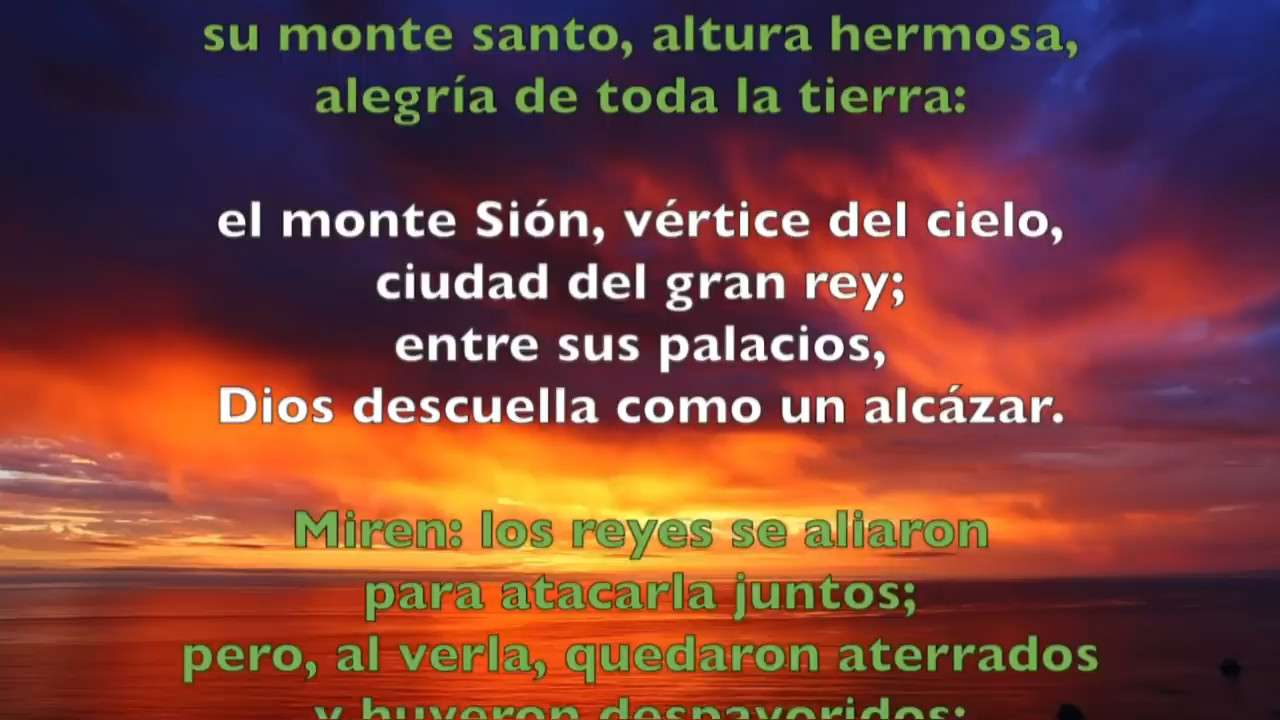 su monte santo, altura hermosa,
alegría de toda la tierra:
el monte Sión, vértice del cielo,
ciudad del gran rey;
entre sus palacios,
Dios descuella como un alcázar.
Miren: los reyes se aliaron
para atacarla juntos;
pero, al verla, quedaron aterrados
y huyeron despavoridos;